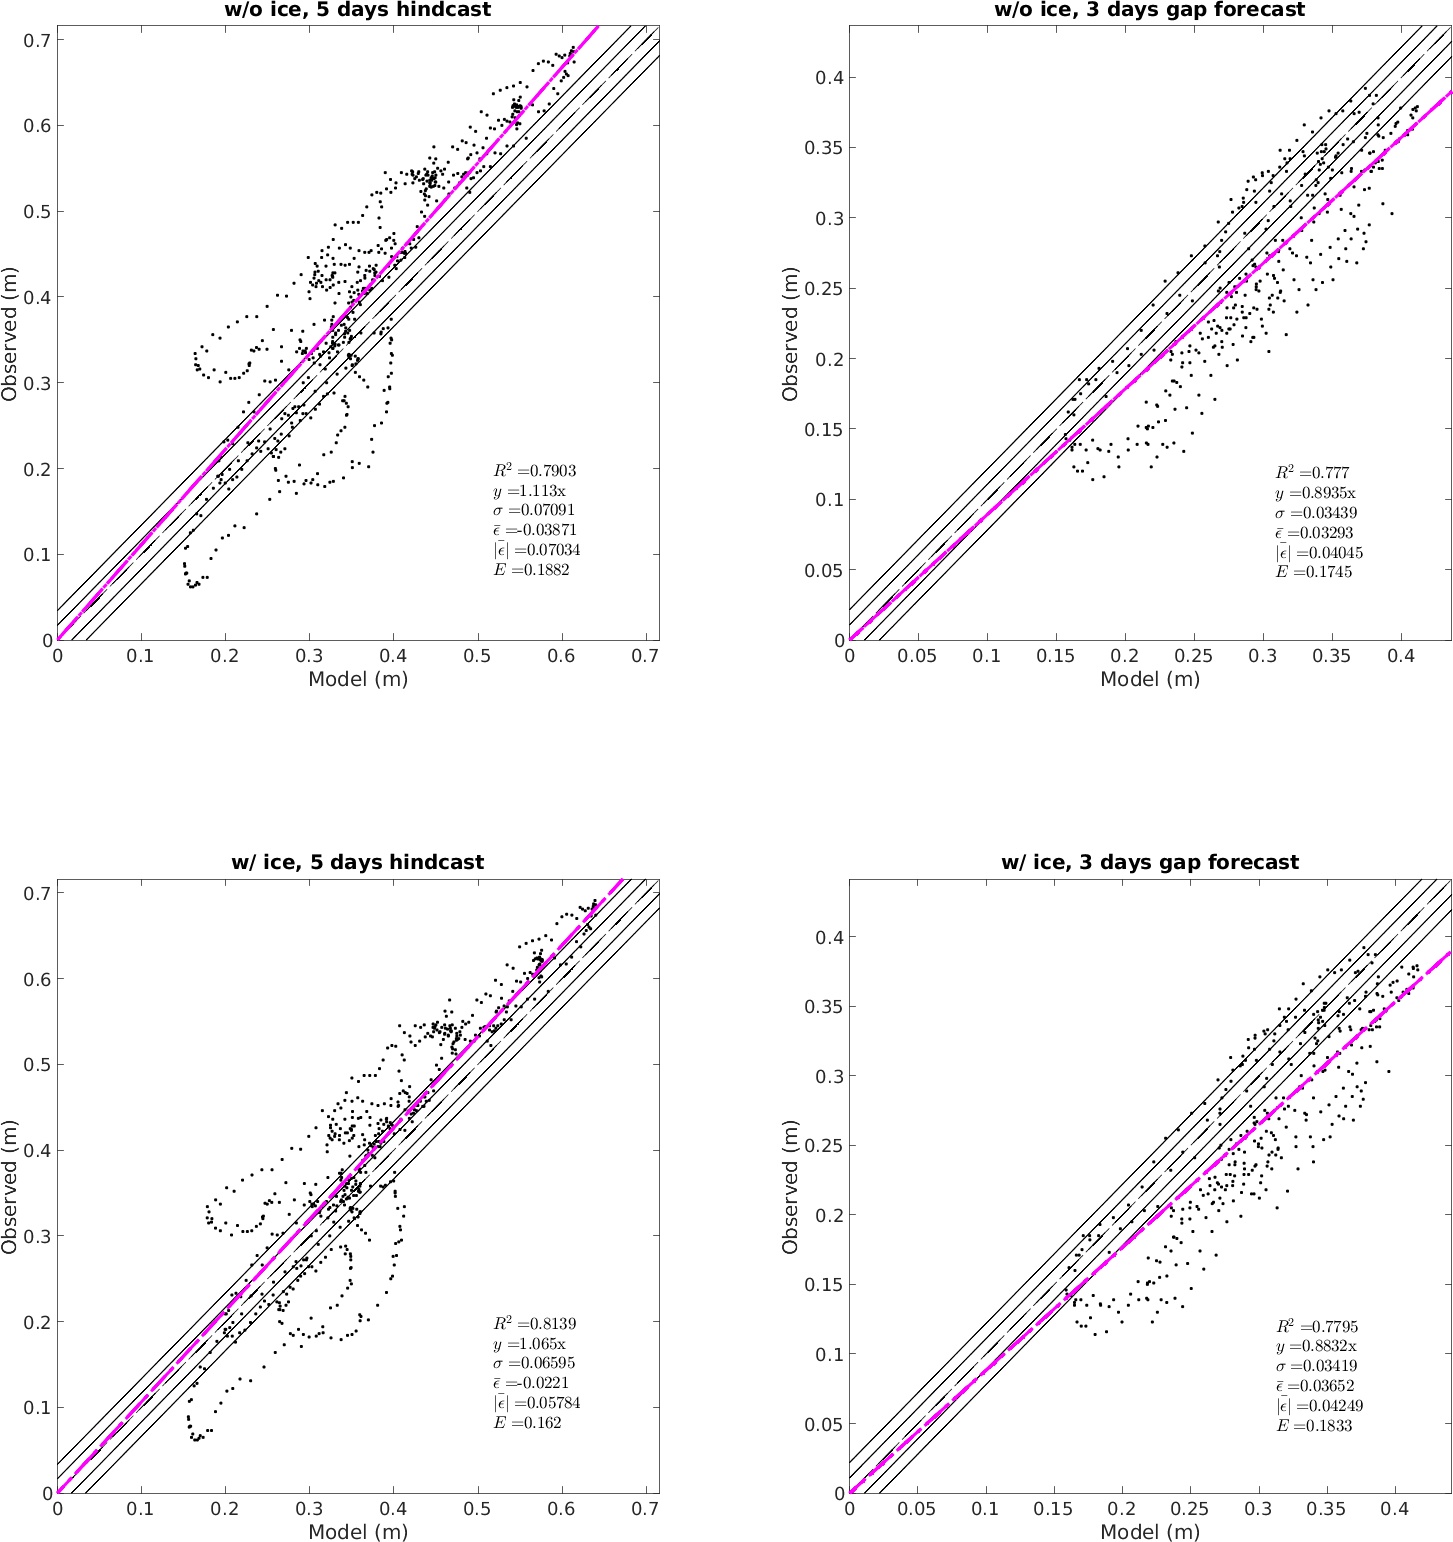 w/o ice, 5 days hindcast
0.7
0.6
0.5
0.4
0.3
0.2
0.1
0
Observed (m)
R² =0.7903
y =1.113x
σ =0.07091
ε̄ =-0.03871
|ε̄| =0.07034
E =0.1882
0 0.1 0.2 0.3 0.4 0.5 0.6 0.7
Model (m)
w/o ice, 3 days gap forecast
0.4
0.35
0.3
0.25
0.2
0.15
0.1
0.05
0
Observed (m)
R² =0.777
y =0.8935x
σ =0.03439
ε̄ =0.03293
|ε̄| =0.04045
E =0.1745
0 0.05 0.1 0.15 0.2 0.25 0.3 0.35 0.4
Model (m)
w/ ice, 5 days hindcast
0.7
0.6
0.5
0.4
0.3
0.2
0.1
0
Observed (m)
R² =0.8139
y =1.065x
σ =0.06595
ε̄ =-0.0221
|ε̄| =0.05784
E =0.162
0 0.1 0.2 0.3 0.4 0.5 0.6 0.7
Model (m)
w/ ice, 3 days gap forecast
0.4
0.35
0.3
0.25
0.2
0.15
0.1
0.05
0
Observed (m)
R² =0.7795
y =0.8832x
σ =0.03419
ε̄ =0.03652
|ε̄| =0.04249
E =0.1833
0 0.05 0.1 0.15 0.2 0.25 0.3 0.35 0.4
Model (m)